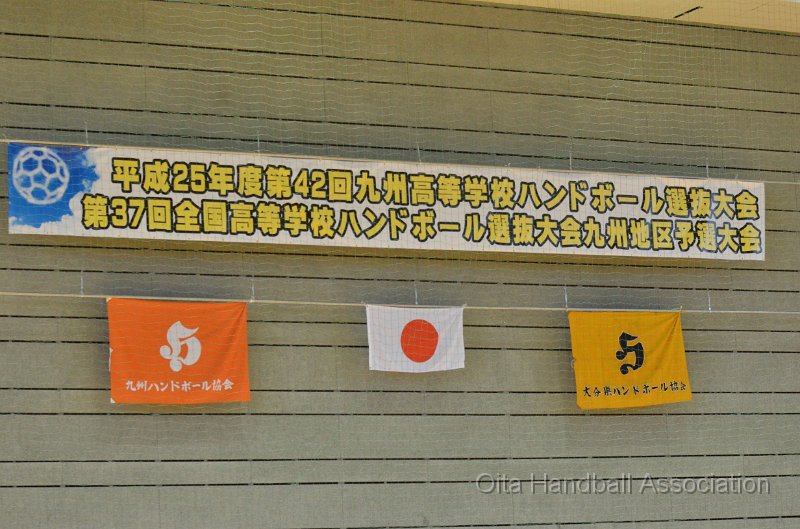 平成25年度第42回九州高等学校ハンドボール選抜大会
第37回全国高等学校ハンドボール選抜大会九州地区予選大会
九州ハンドボール協会
大分県ハンドボール協会
Oita Handball Association